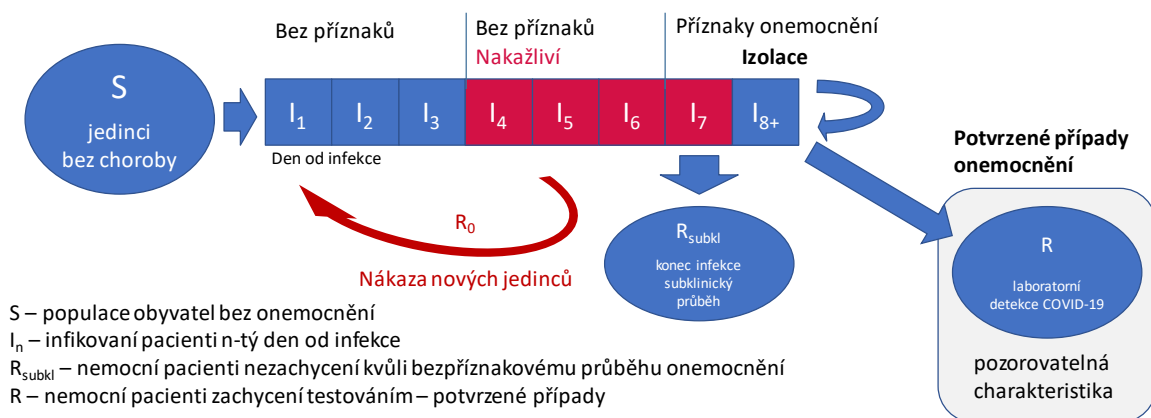 Bez příznaků
Bez příznaků
Nakažliví
Příznaky onemocnění
Izolace
S
jedinci
bez choroby
I1
I2
I3
I4
I5
I6
I7
I8+
Den od infekce
Potvrzené případy
onemocnění
R0
Nákaza nových jedinců
Rsubkl
konec infekce
subklinický
průběh
R
laboratorní
detekce COVID-19
pozorovatelná
charakteristika
S – populace obyvatel bez onemocnění
In – infikovaní pacienti n-tý den od infekce
Rsubkl – nemocní pacienti nezachycení kvůli bezpříznakovému průběhu onemocnění
R – nemocní pacienti zachycení testováním – potvrzené případy